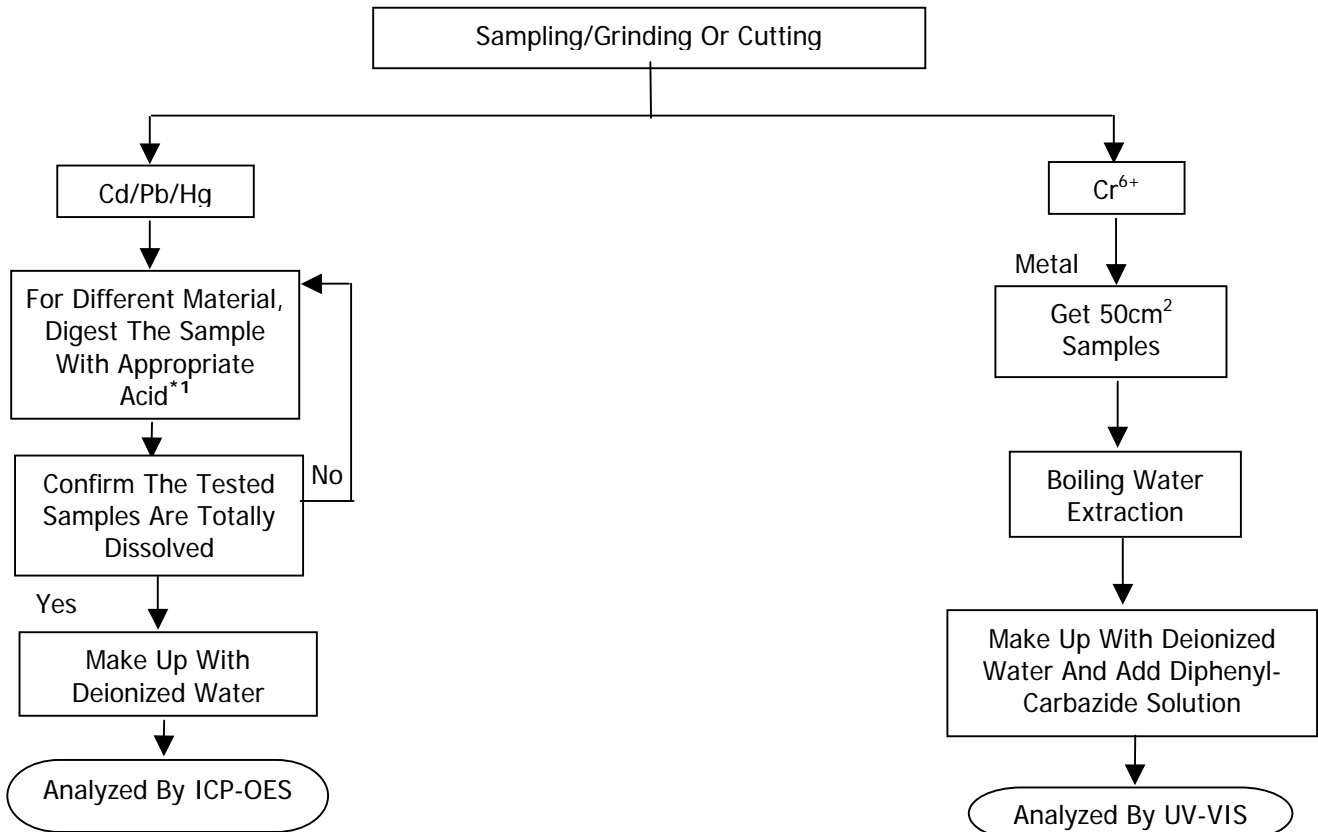 Sampling/Grinding Or Cutting
Cd/Pb/Hg
For Different Material,
Digest The Sample
With Appropriate
Acid*1
No
Confirm The Tested
Samples Are Totally
Dissolved
Yes
Make Up With
Deionized Water
Analyzed By ICP-OES
Cr6+
Metal
Get 50cm2
Samples
Boiling Water
Extraction
Make Up With Deionized
Water And Add Diphenyl-
Carbazide Solution
Analyzed By UV-VIS